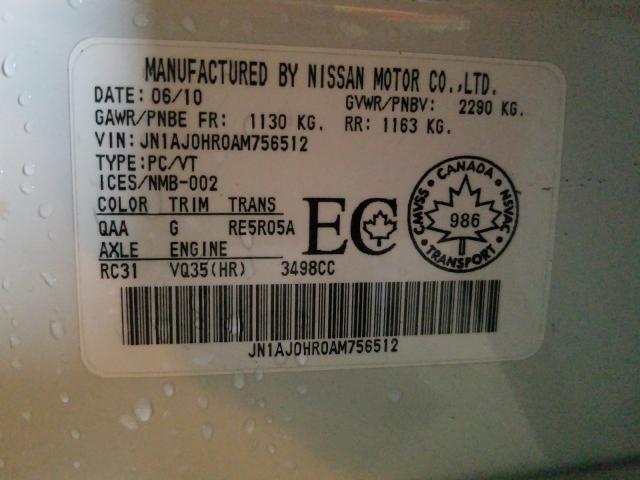 MANUFACTURED BY NISSAN MOTOR CO.,LTD.
DATE: 06/10 GVWR/PNBV: 2290 KG.
GAWR/PNBE FR: 1130 KG. RR: 1163 KG.
VIN: JN1AJ0HR0AM756512
TYPE:PC/VT
ICES/NMB-002
COLOR TRIM TRANS
QAA G RE5R05A
AXLE ENGINE
RC31 VQ35(HR) 3498CC
EC
CANADA
CMVSS NSVAC
986
TRANSPORT
JN1AJ0HR0AM756512